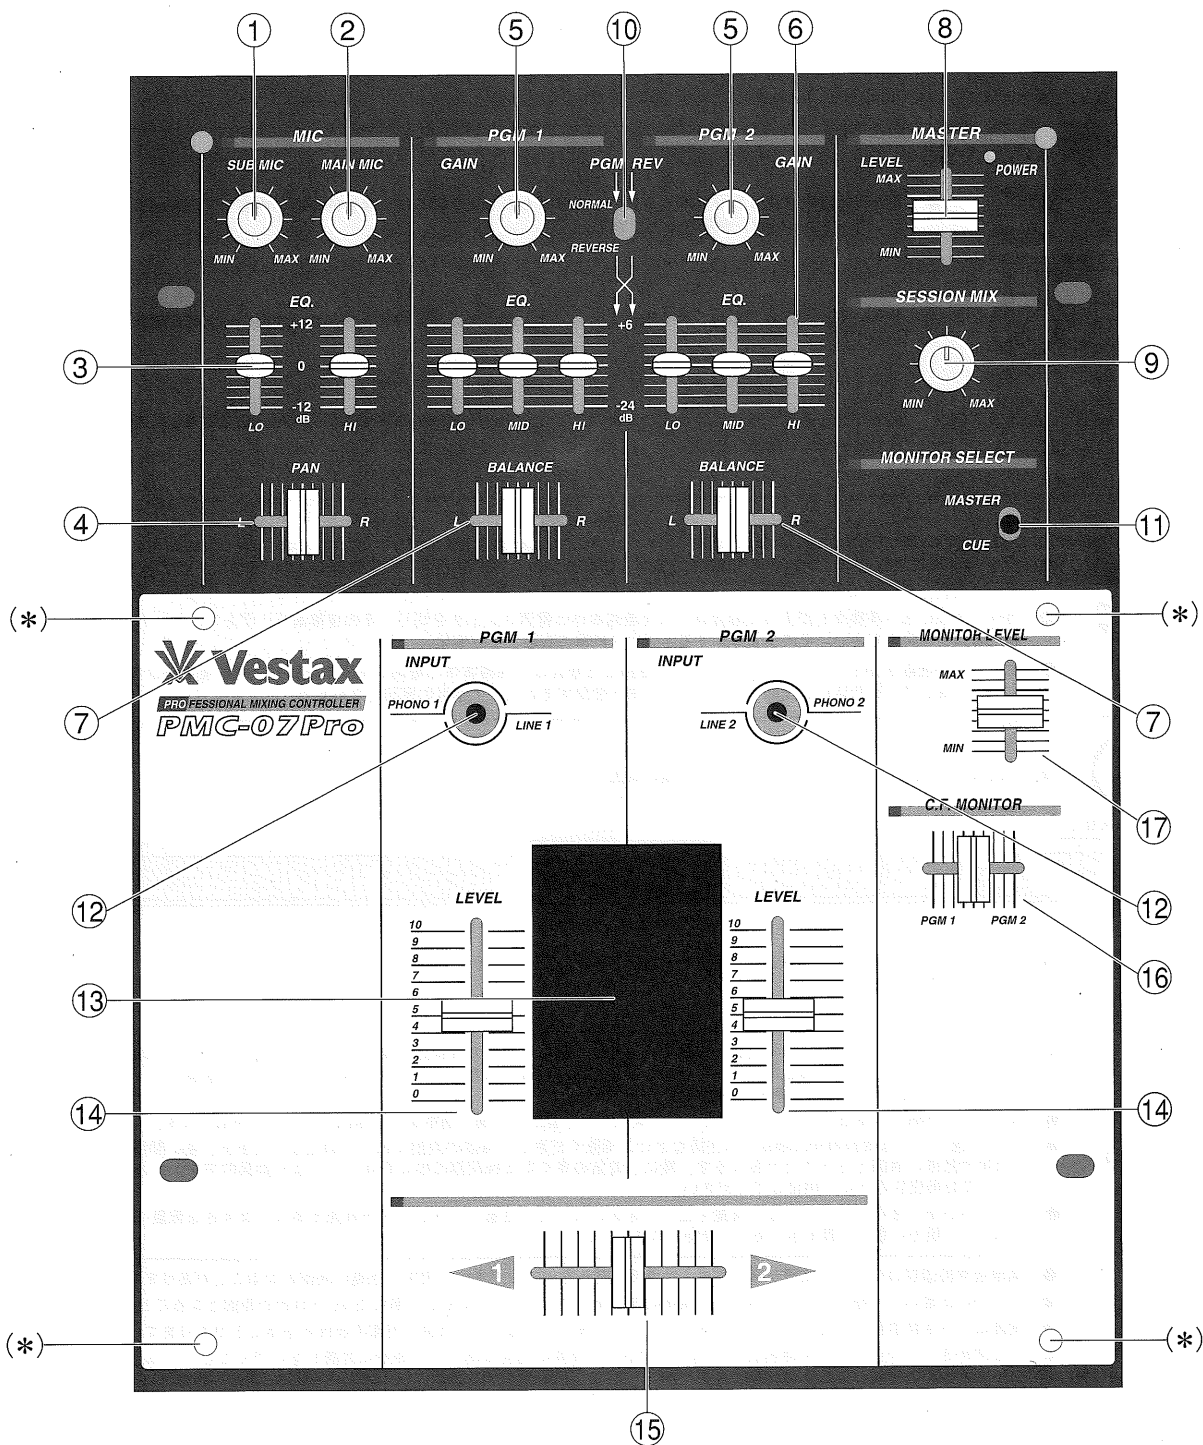 1 2 5 10 5 6 8
MIC PGM 1 PGM 2 MASTER
SUB MIC MAIN MIC GAIN PGM REV GAIN LEVEL POWER
MAX
NORMAL
REVERSE
MIN MAX MIN MAX MIN MAX MIN MAX MIN
EQ. EQ. EQ. SESSION MIX
+12 +6
3 0 9
MIN MAX
-12 -24
dB dB
LO HI LO MID HI LO MID HI
MONITOR SELECT
PAN BALANCE BALANCE
MASTER
4 L R L R L R 11
CUE
(*) (*)
PGM 1 PGM 2 MONITOR LEVEL
Vestax INPUT INPUT MAX
7 PROFESSIONAL MIXING CONTROLLER PHONO 1 PHONO 2 7
PMC-07Pro LINE 1 LINE 2
MIN
C.F. MONITOR 17
12 LEVEL LEVEL 12
PGM 1 PGM 2
10 10
9 9
8 8
7 7 16
13 6 6
5 5
4 4
3 3
2 2
1 1
0 0
14 14
1 2
(*) (*)
15